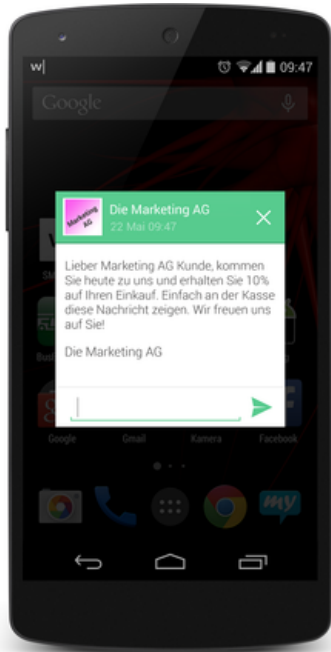 w|
09:47
Google
Marketing
AG
Die Marketing AG
22 Mai 09:47
Lieber Marketing AG Kunde, kommen
Sie heute zu uns und erhalten Sie 10%
auf Ihren Einkauf. Einfach an der Kasse
diese Nachricht zeigen. Wir freuen uns
auf Sie!
Die Marketing AG
Google Gmail Kamera Facebook
my